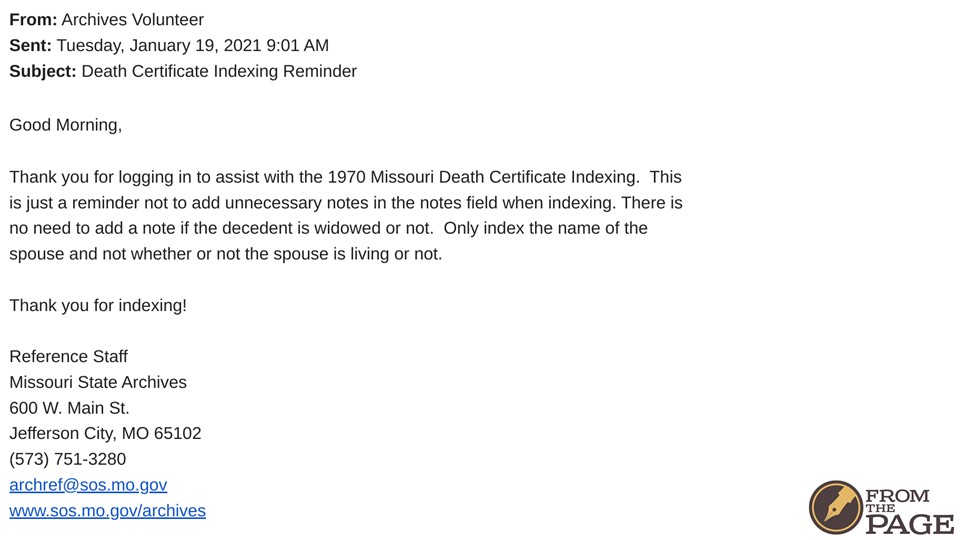 From: Archives Volunteer
Sent: Tuesday, January 19, 2021 9:01 AM
Subject: Death Certificate Indexing Reminder
Good Morning,
Thank you for logging in to assist with the 1970 Missouri Death Certificate Indexing.  This
is just a reminder not to add unnecessary notes in the notes field when indexing. There is
no need to add a note if the decedent is widowed or not.  Only index the name of the
spouse and not whether or not the spouse is living or not.
Thank you for indexing!
Reference Staff
Missouri State Archives
600 W. Main St.
Jefferson City, MO 65102
(573) 751-3280
archref@sos.mo.gov
www.sos.mo.gov/archives
FROM
THE
PAGE